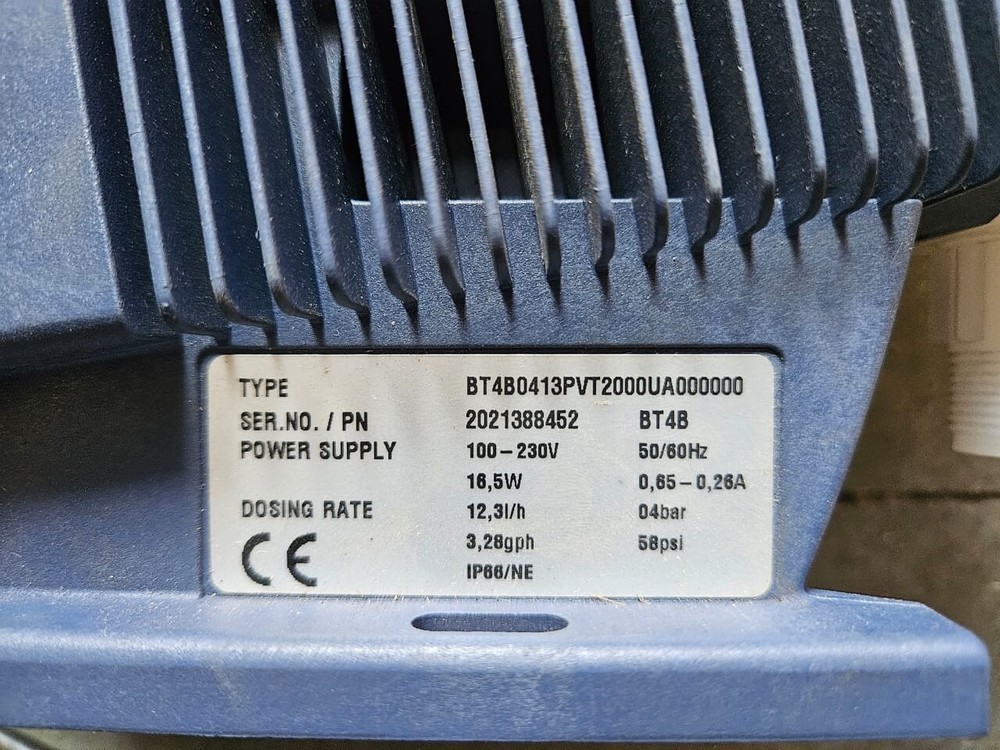 TYPE BT4B0413PVT2000UA000000
SER.NO. / PN 2021388452 BT4B
POWER SUPPLY 100-230V 50/60Hz
16,5W 0,65-0,26A
DOSING RATE 12,3l/h 04bar
3,28gph 58psi
CE IP66/NE